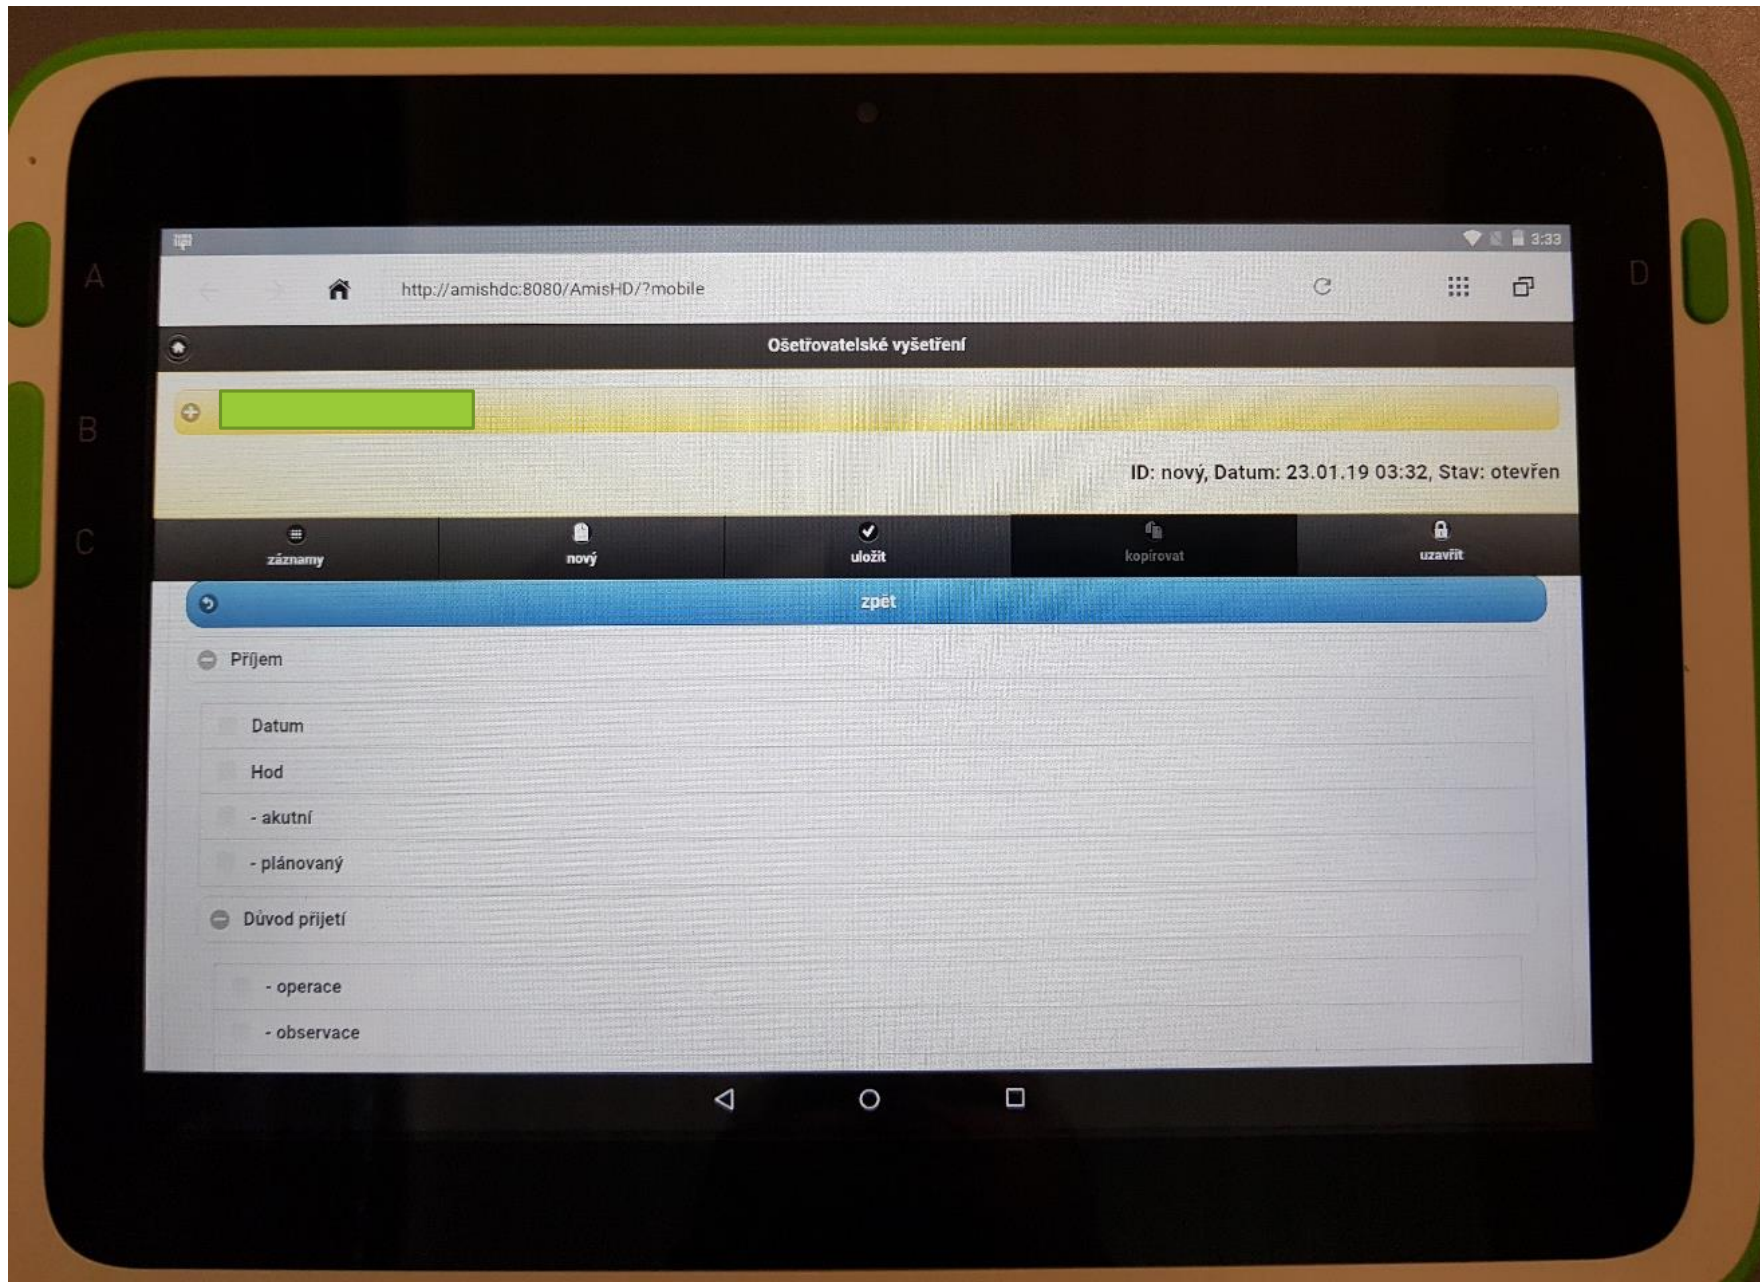 3:33
A
D
http://amishdc:8080/AmisHD/?mobile
Ošetřovatelské vyšetření
B
ID: nový, Datum: 23.01.19 03:32, Stav: otevřen
C
záznamy nový uložit kopírovat uzavřít
zpět
Příjem
Datum
Hod
- akutní
- plánovaný
Důvod přijetí
- operace
- observace